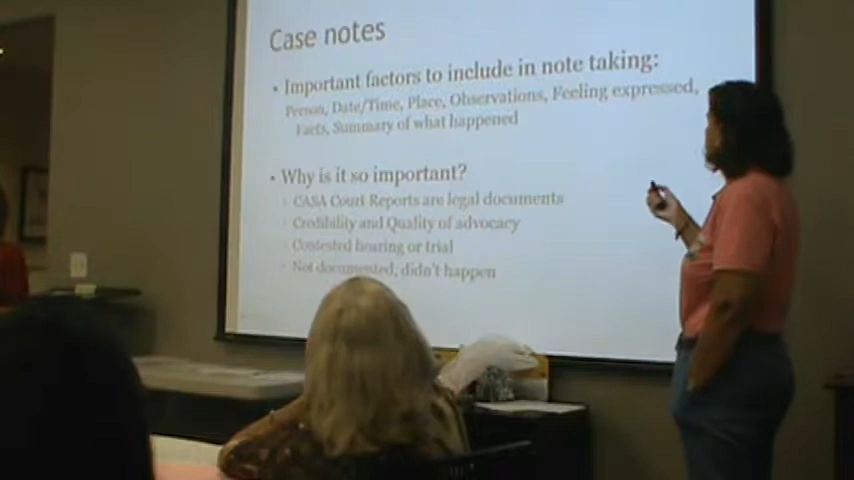 Case notes
• Important factors to include in note taking:
Person, Date/Time, Place, Observations, Feeling expressed,
Facts, Summary of what happened
• Why is it so important?
CASA Court Reports are legal documents
Credibility and Quality of advocacy
Contested hearing or trial
Not documented, didn't happen